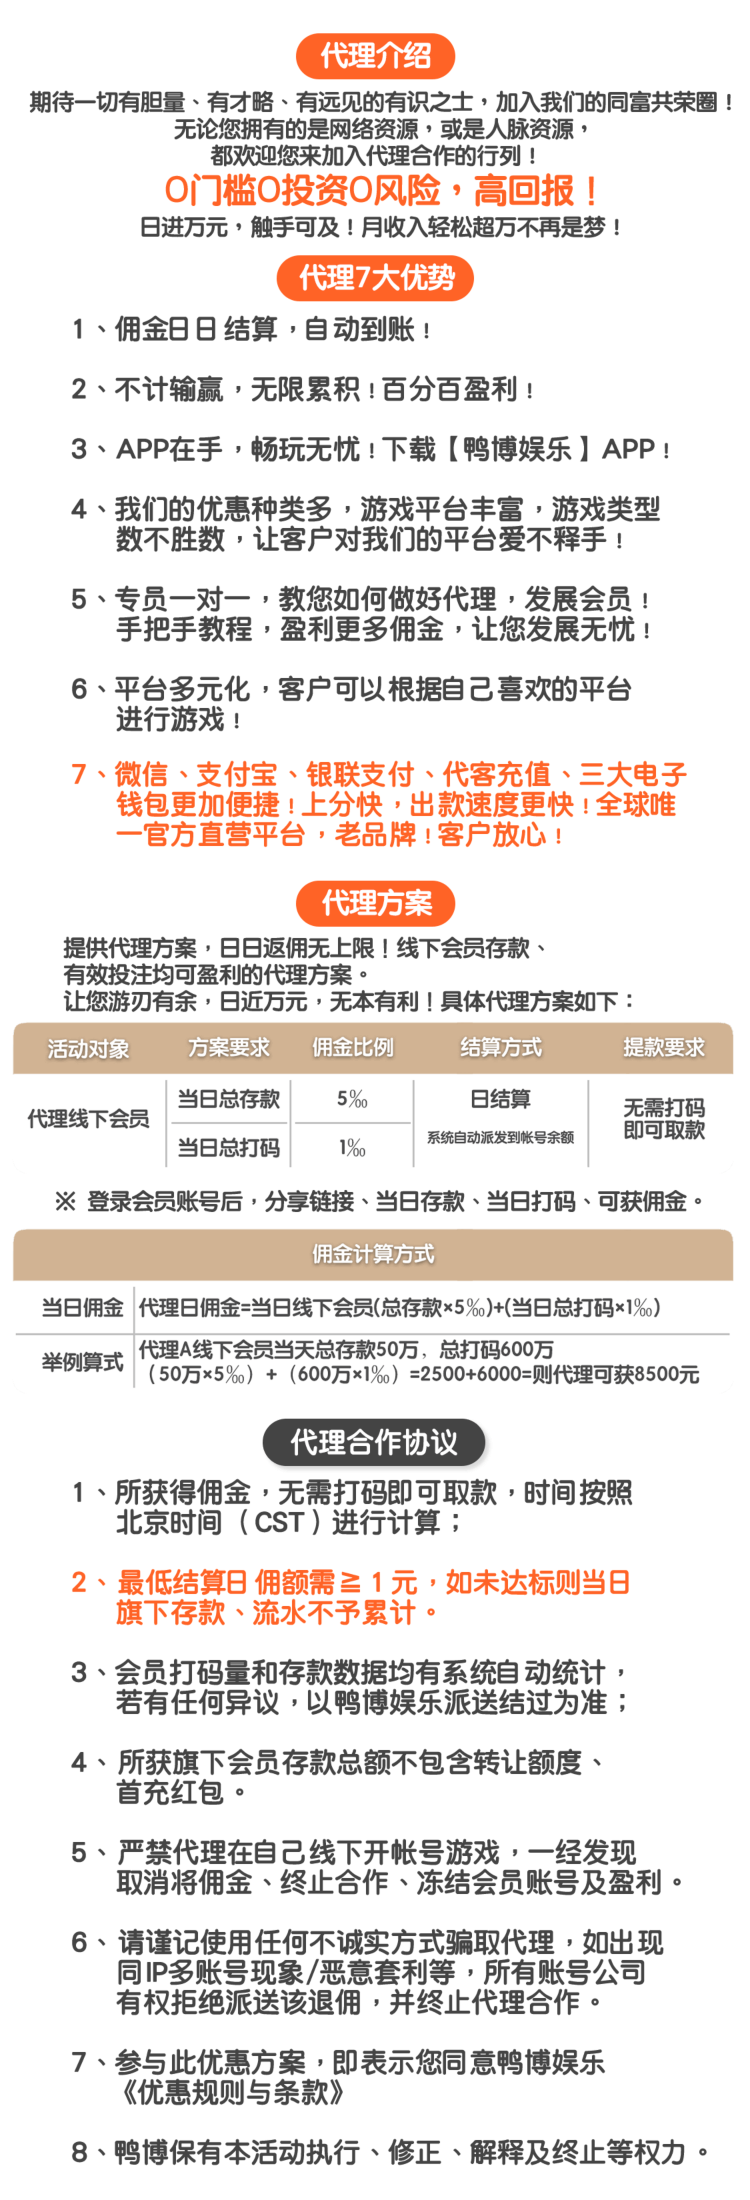 代理介绍
期待一切有胆量、有才略、有远见的有识之士，加入我们的同富共荣圈！
无论您拥有的是网络资源，或是人脉资源，
都欢迎您来加入代理合作的行列！
0门槛0投资0风险，高回报！
日进万元，触手可及！月收入轻松超万不再是梦！
代理7大优势
1、佣金日日结算，自动到账！
2、不计输赢，无限累积！百分百盈利！
3、APP在手，畅玩无忧！下载【鸭博娱乐】APP！
4、我们的优惠种类多，游戏平台丰富，游戏类型
数不胜数，让客户对我们的平台爱不释手！
5、专员一对一，教您如何做好代理，发展会员！
手把手教程，盈利更多佣金，让您发展无忧！
6、平台多元化，客户可以根据自己喜欢的平台
进行游戏！
7、微信、支付宝、银联支付、代客充值、三大电子
钱包更加便捷！上分快，出款速度更快！全球唯
一官方直营平台，老品牌！客户放心！
代理方案
提供代理方案，日日返佣无上限！线下会员存款、
有效投注均可盈利的代理方案。
让您游刃有余，日近万元，无本有利！具体代理方案如下：
活动对象 方案要求 佣金比例 结算方式 提款要求
代理线下会员 当日总存款 5‰ 日结算 无需打码
即可取款
当日总打码 1‰ 系统自动派发到帐号余额
※ 登录会员账号后，分享链接、当日存款、当日打码、可获佣金。
佣金计算方式
当日佣金 代理日佣金=当日线下会员(总存款×5‰)+(当日总打码×1‰)
举例算式 代理A线下会员当天总存款50万，总打码600万
（50万×5‰）+（600万×1‰）=2500+6000=则代理可获8500元
代理合作协议
1、所获得佣金，无需打码即可取款，时间按照
北京时间（CST）进行计算；
2、最低结算日佣额需≧1元，如未达标则当日
旗下存款、流水不予累计。
3、会员打码量和存款数据均有系统自动统计，
若有任何异议，以鸭博娱乐派送结过为准；
4、所获旗下会员存款总额不包含转让额度、
首充红包。
5、严禁代理在自己线下开帐号游戏，一经发现
取消将佣金、终止合作、冻结会员账号及盈利。
6、请谨记使用任何不诚实方式骗取代理，如出现
同IP多账号现象/恶意套利等，所有账号公司
有权拒绝派送该退佣，并终止代理合作。
7、参与此优惠方案，即表示您同意鸭博娱乐
《优惠规则与条款》
8、鸭博保有本活动执行、修正、解释及终止等权力。